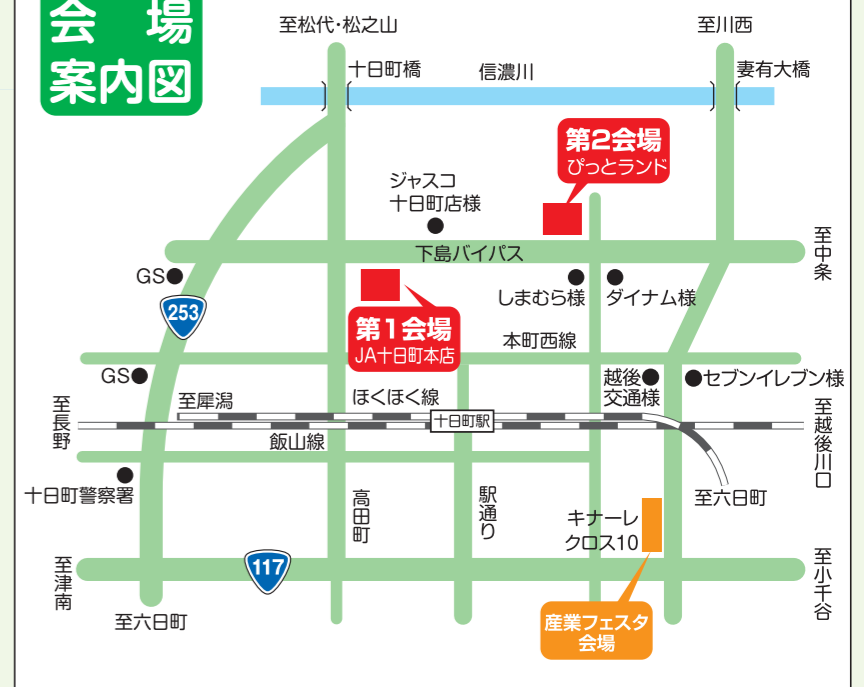 会場
案内図
至松代・松之山
至川西
十日町橋
信濃川
妻有大橋
第2会場
ぴっとランド
ジャスコ
十日町店様
至中条
下島バイパス
GS
しまむら様
ダイナム様
253
第1会場
JA十日町本店
本町西線
GS
越後
交通様
セブンイレブン様
至長野
至犀潟
ほくほく線
十日町駅
至越後川口
飯山線
十日町警察署
高田町
駅通り
至六日町
キナーレ
クロス10
至津南
117
至小千谷
至六日町
産業フェスタ
会場